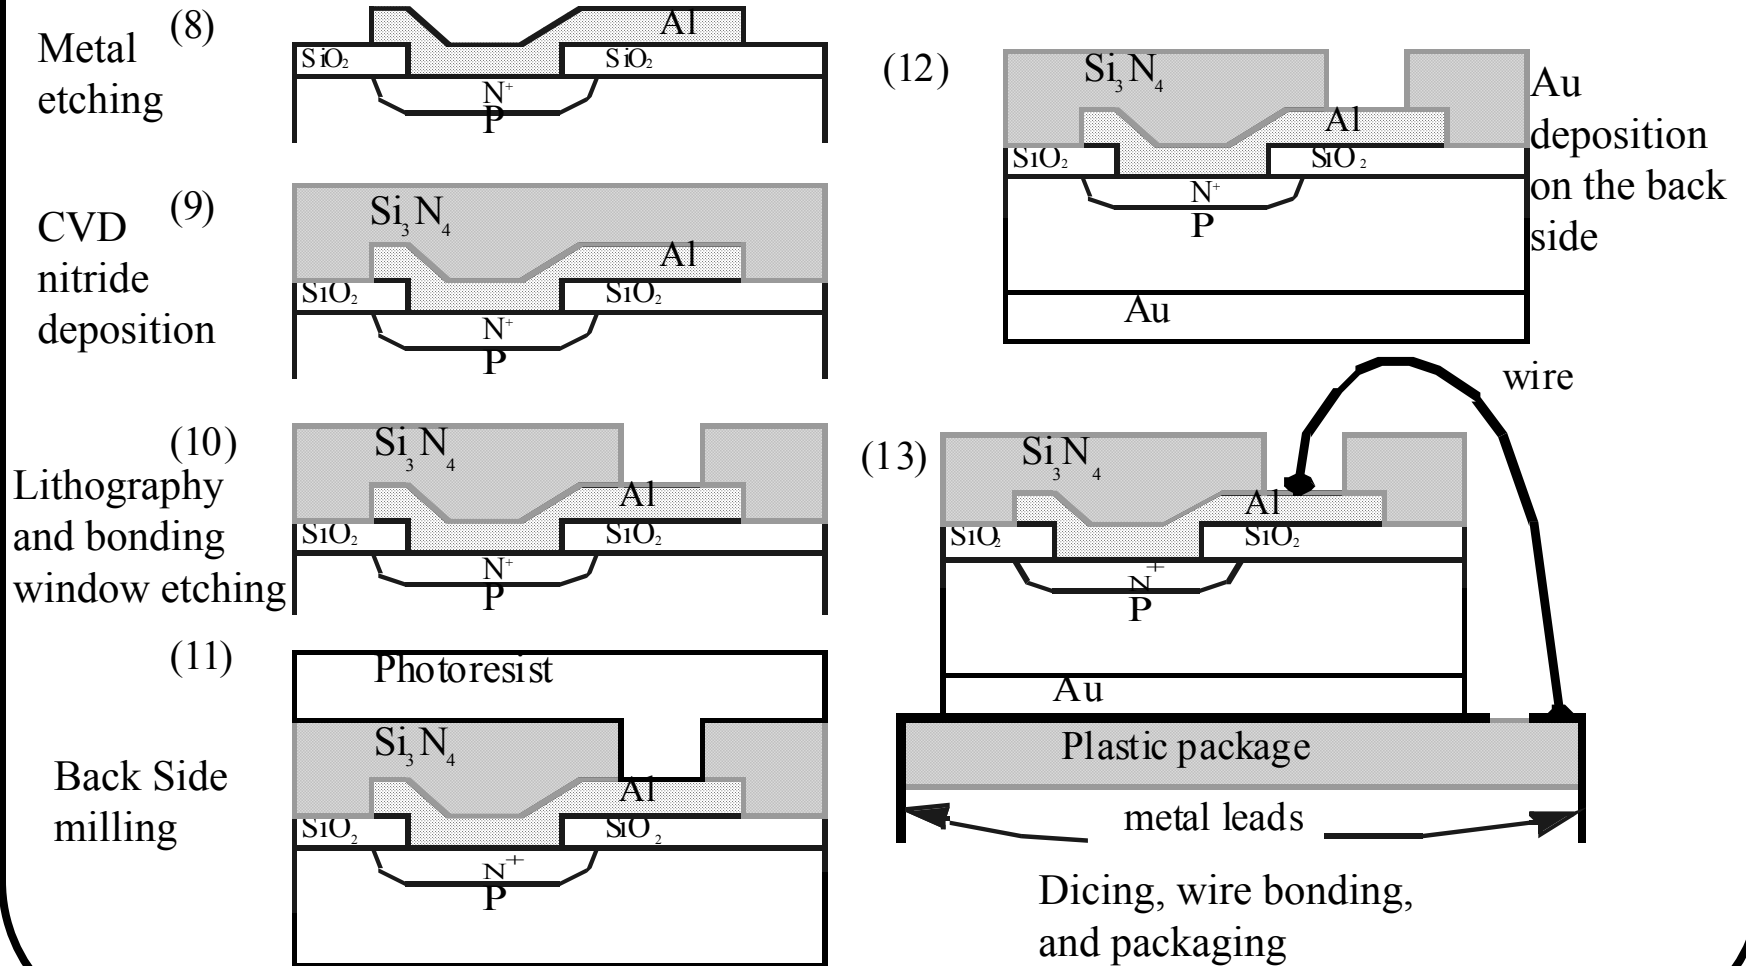 (8)
Metal
etching
Al
SiO₂ SiO₂
N⁺
P
(9)
CVD
nitride
deposition
Si₃N₄
Al
SiO₂ SiO₂
N⁺
P
(10)
Lithography
and bonding
window etching
Si₃N₄
Al
SiO₂ SiO₂
N⁺
P
(11)
Back Side
milling
Photoresist
Si₃N₄
Al
SiO₂ SiO₂
N⁺
P
(12)
Au
deposition
on the back
side
Si₃N₄
Al
SiO₂ SiO₂
N⁺
P
Au
wire
(13)
Si₃N₄
Al
SiO₂ SiO₂
N⁺
P
Au
Plastic package
metal leads
Dicing, wire bonding,
and packaging